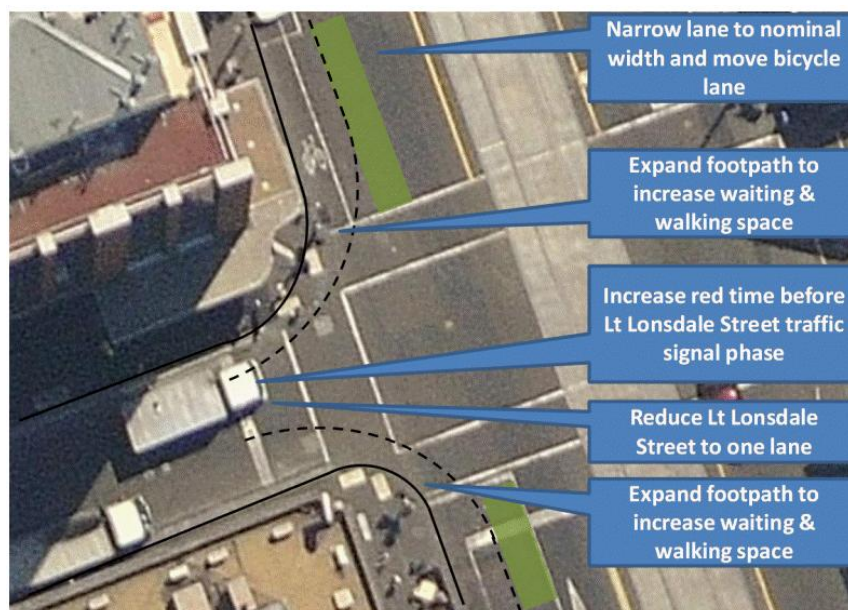 Narrow lane to nominal
width and move bicycle
lane
Expand footpath to
increase waiting &
walking space
Increase red time before
Lt Lonsdale Street traffic
signal phase
Reduce Lt Lonsdale
Street to one lane
Expand footpath to
increase waiting &
walking space